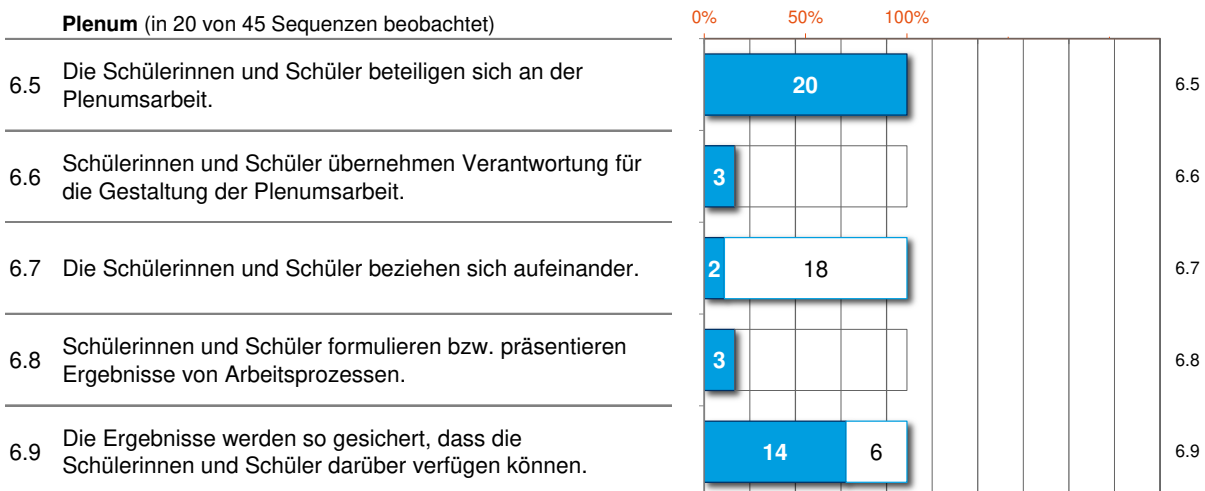 Plenum (in 20 von 45 Sequenzen beobachtet)
0% 50% 100%
6.5 Die Schülerinnen und Schüler beteiligen sich an der
Plenumsarbeit.
20
6.5
6.6 Schülerinnen und Schüler übernehmen Verantwortung für
die Gestaltung der Plenumsarbeit.
3
6.6
6.7 Die Schülerinnen und Schüler beziehen sich aufeinander.
2 18
6.7
6.8 Schülerinnen und Schüler formulieren bzw. präsentieren
Ergebnisse von Arbeitsprozessen.
3
6.8
6.9 Die Ergebnisse werden so gesichert, dass die
Schülerinnen und Schüler darüber verfügen können.
14 6
6.9